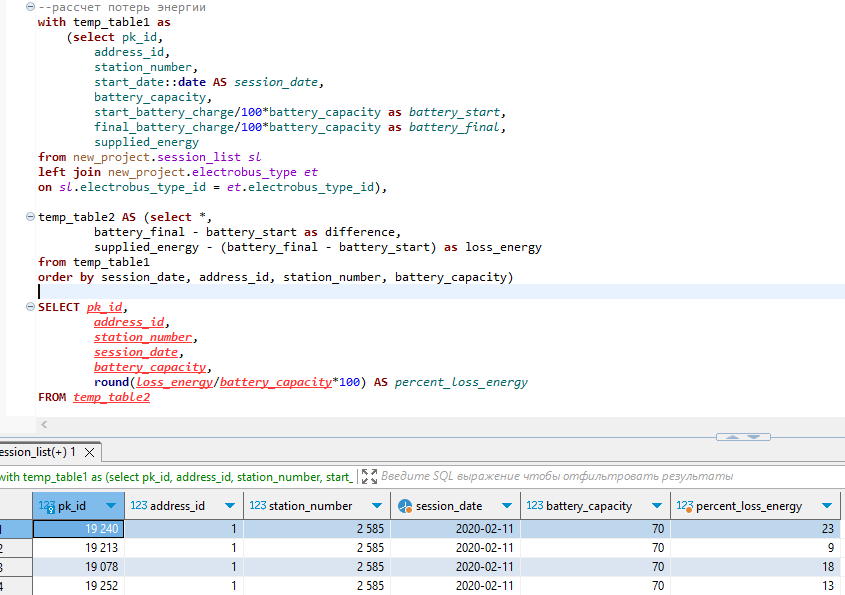 --рассчет потерь энергии
with temp_table1 as
(select pk_id,
address_id,
station_number,
start_date::date AS session_date,
battery_capacity,
start_battery_charge/100*battery_capacity as battery_start,
final_battery_charge/100*battery_capacity as battery_final,
supplied_energy
from new_project.session_list sl
left join new_project.electrobus_type et
on sl.electrobus_type_id = et.electrobus_type_id),
temp_table2 AS (select *,
battery_final - battery_start as difference,
supplied_energy - (battery_final - battery_start) as loss_energy
from temp_table1
order by session_date, address_id, station_number, battery_capacity)
SELECT pk_id,
address_id,
station_number,
session_date,
battery_capacity,
round(loss_energy/battery_capacity*100) AS percent_loss_energy
FROM temp_table2
ession_list(+) 1
with temp_table1 as (select pk_id, address_id, station_number, start_ Введите SQL выражение чтобы отфильтровать результаты
123 pk_id 123 address_id 123 station_number session_date 123 battery_capacity 123 percent_loss_energy
1 19 240 1 2 585 2020-02-11 70 23
2 19 213 1 2 585 2020-02-11 70 9
3 19 078 1 2 585 2020-02-11 70 18
4 19 252 1 2 585 2020-02-11 70 13